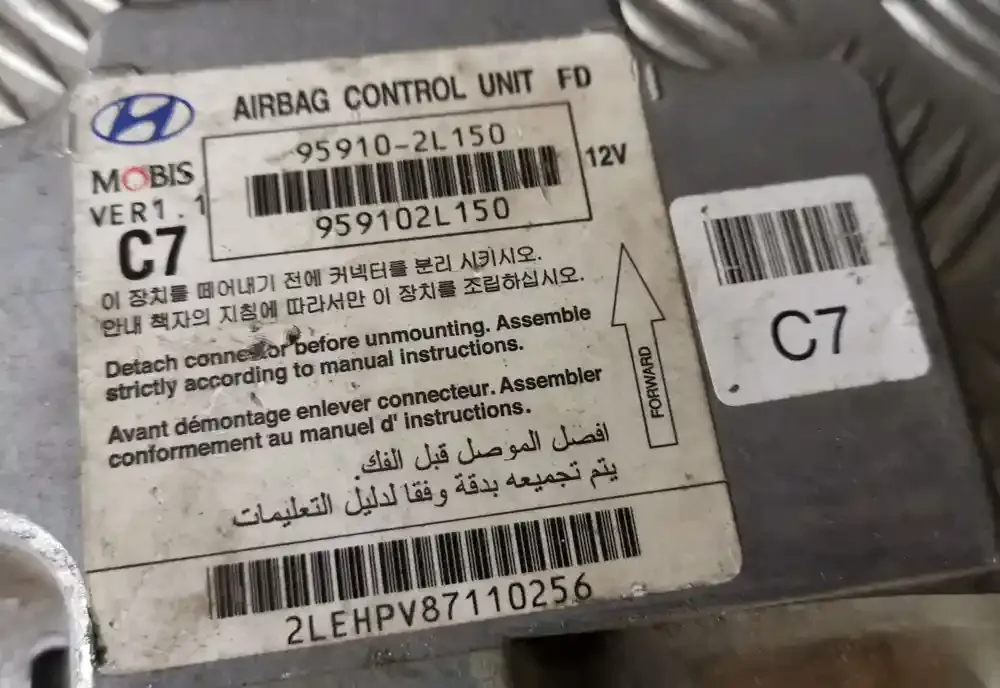 AIRBAG CONTROL UNIT FD
95910-2L150
12V
959102L150
MOBIS
VER1.1
C7
이 장치를 떼어내기 전에 커넥터를 분리 시키시오.
안내 책자의 지침에 따라서만 이 장치를 조립하십시오.
Detach connector before unmounting. Assemble
strictly according to manual instructions.
Avant démontage enlever connecteur. Assembler
conformement au manuel d' instructions.
افصل الموصل قبل الفك.
يتم تجميعه بدقة وفقا لدليل التعليمات
FORWARD
2LEHPV87110256
C7